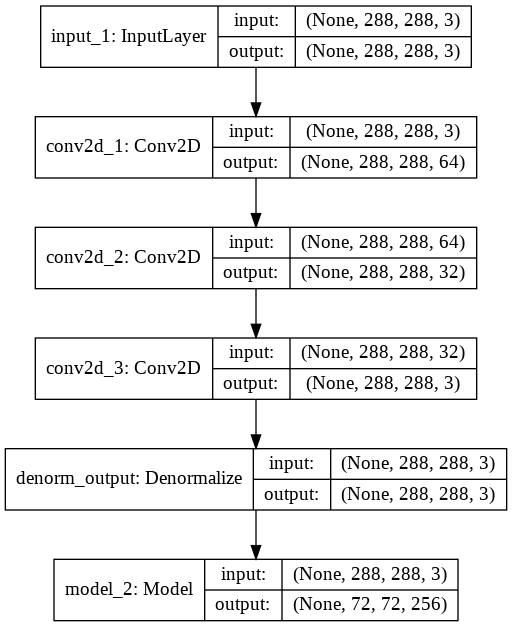 input_1: InputLayer
input: (None, 288, 288, 3)
output: (None, 288, 288, 3)
conv2d_1: Conv2D
input: (None, 288, 288, 3)
output: (None, 288, 288, 64)
conv2d_2: Conv2D
input: (None, 288, 288, 64)
output: (None, 288, 288, 32)
conv2d_3: Conv2D
input: (None, 288, 288, 32)
output: (None, 288, 288, 3)
denorm_output: Denormalize
input: (None, 288, 288, 3)
output: (None, 288, 288, 3)
model_2: Model
input: (None, 288, 288, 3)
output: (None, 72, 72, 256)